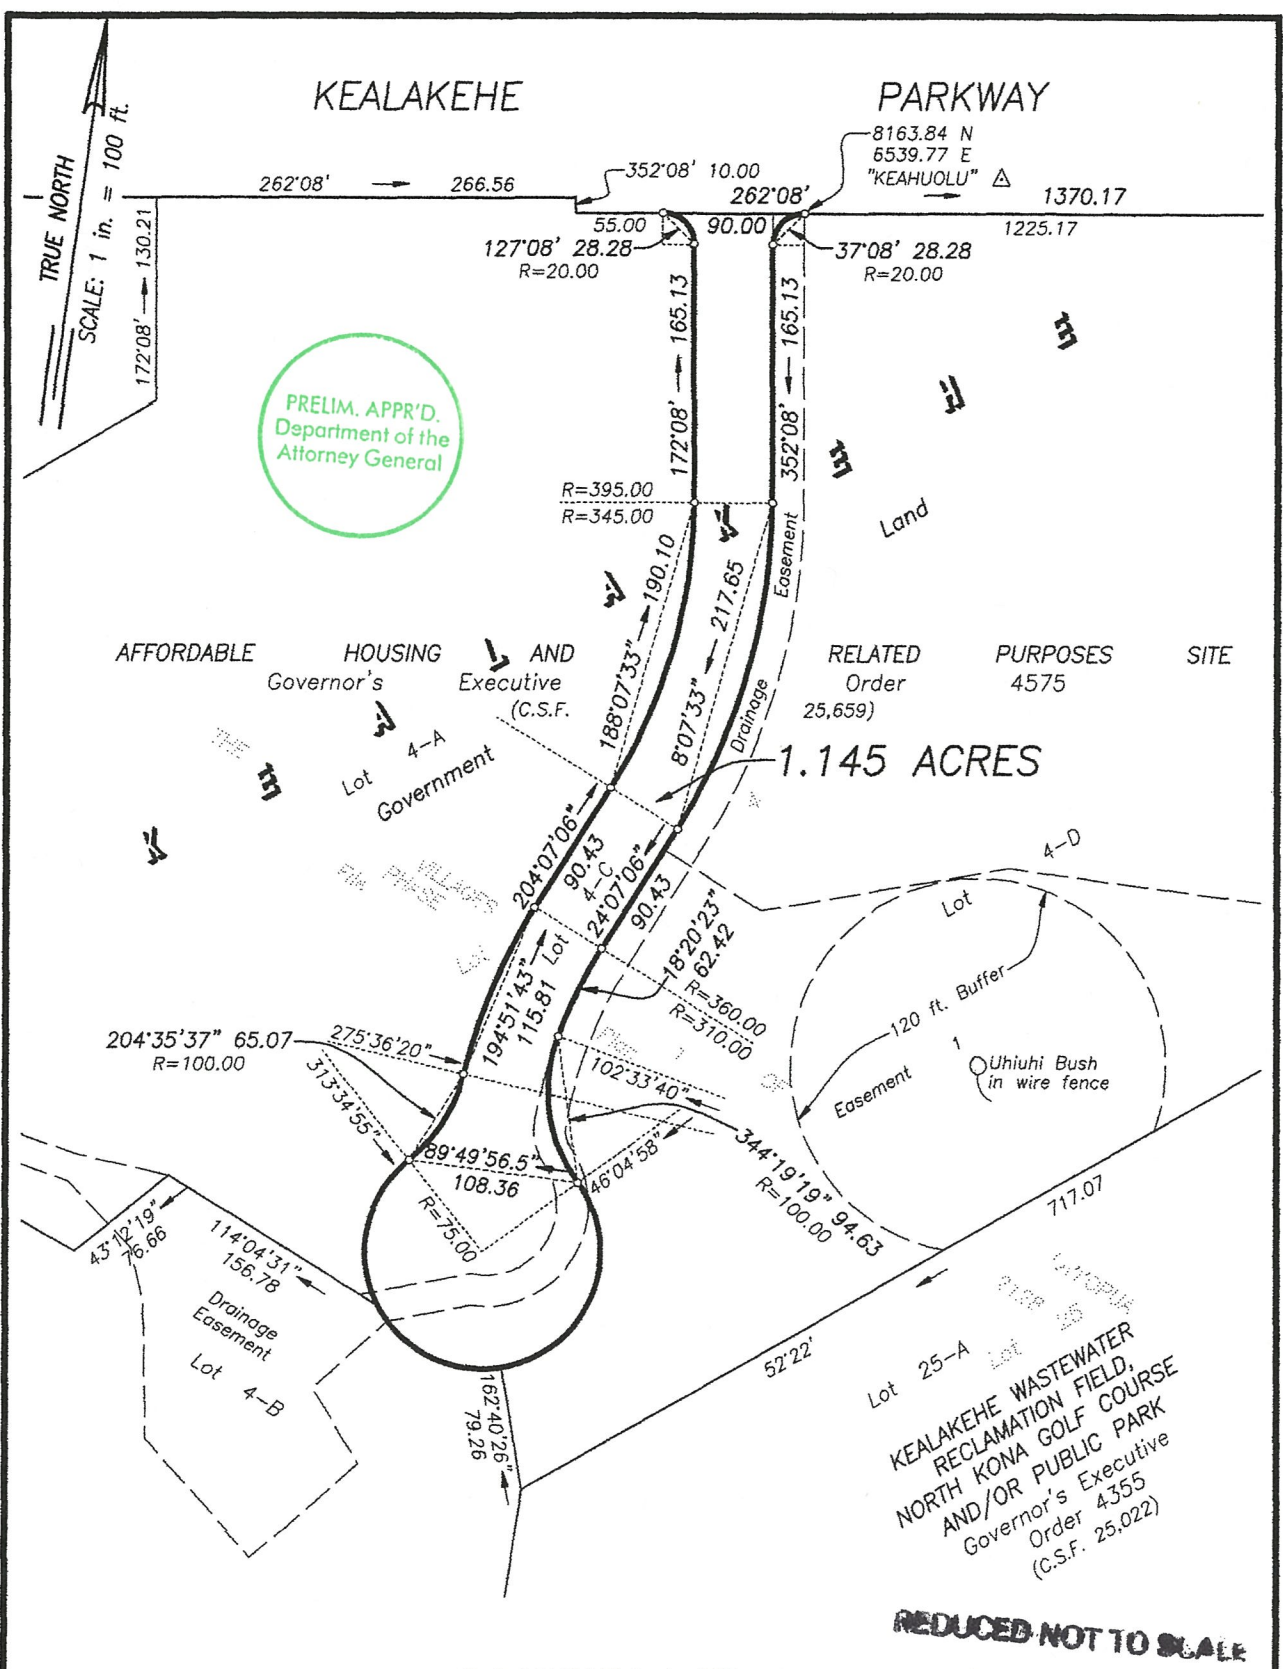 KEALAKEHE PARKWAY
TRUE NORTH
SCALE: 1 in. = 100 ft.
8163.84 N
6539.77 E
"KEAHUOLU"
262°08' 266.56
352°08' 10.00
262°08'
1370.17
55.00
90.00
1225.17
127°08' 28.28
R=20.00
37°08' 28.28
R=20.00
172°08' 130.21
172°08' 165.13
352°08' 165.13
PRELIM. APPR'D.
Department of the
Attorney General
R=395.00
R=345.00
Land
Easement
188°07'33" 190.10
8°07'33" 217.65
Drainage
AFFORDABLE HOUSING AND RELATED PURPOSES SITE
Governor's Executive Order 4575
(C.S.F. 25,659)
THE
Lot 4-A
Government
1.145 ACRES
VILLAGES
PHASE
Lot
204°07'06"
90.43
Lot 4-C
24°07'06"
90.43
4-D
Lot
18°20'23"
62.42
R=360.00
R=310.00
194°51'43"
115.81
120 ft. Buffer
1
Uhiuhi Bush
in wire fence
Easement
OF
204°35'37" 65.07
R=100.00
275°36'20"
313°34'55"
102°33'40"
89°49'56.5"
108.36
46°04'58"
344°19'19" 94.63
R=100.00
R=75.00
43°12'19"
76.66
114°04'31"
156.78
Drainage
Easement
Lot 4-B
717.07
52°22'
162°40'26"
79.26
Lot 25-A
Lot 25
KEALAKEHE WASTEWATER
RECLAMATION FIELD,
NORTH KONA GOLF COURSE
AND/OR PUBLIC PARK
Governor's Executive
Order 4355
(C.S.F. 25,022)
REDUCED NOT TO SCALE